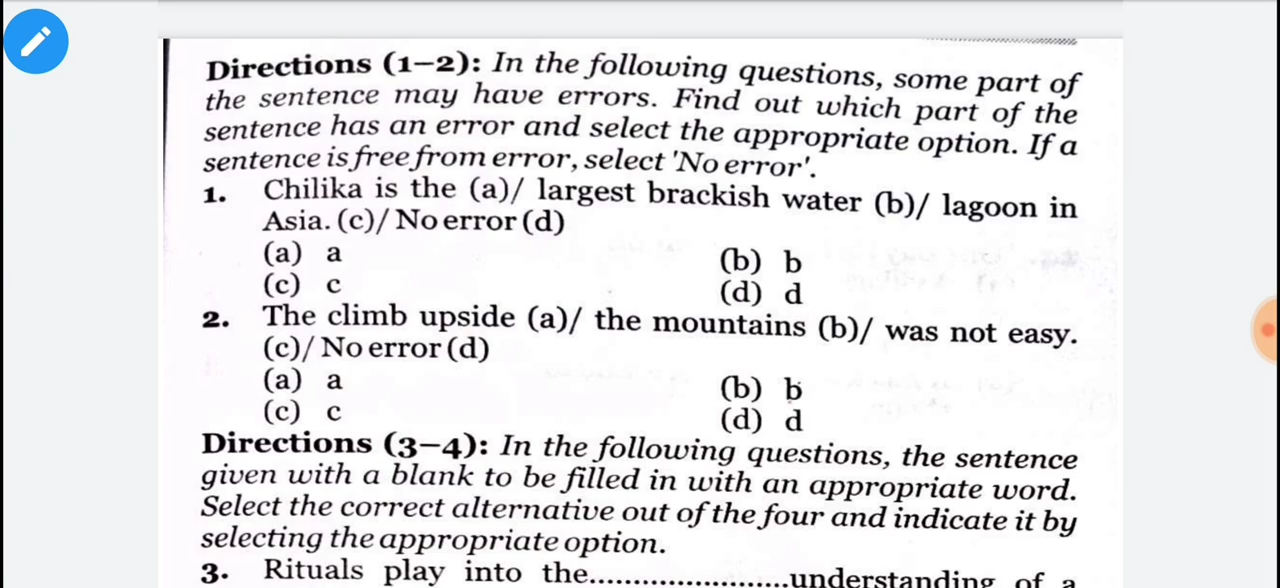 Directions (1–2): In the following questions, some part of
the sentence may have errors. Find out which part of the
sentence has an error and select the appropriate option. If a
sentence is free from error, select 'No error'.
1. Chilika is the (a)/ largest brackish water (b)/ lagoon in
Asia. (c)/ No error (d)
(a) a (b) b
(c) c (d) d
2. The climb upside (a)/ the mountains (b)/ was not easy.
(c)/ No error (d)
(a) a (b) b
(c) c (d) d
Directions (3–4): In the following questions, the sentence
given with a blank to be filled in with an appropriate word.
Select the correct alternative out of the four and indicate it by
selecting the appropriate option.
3. Rituals play into the......................understanding of a